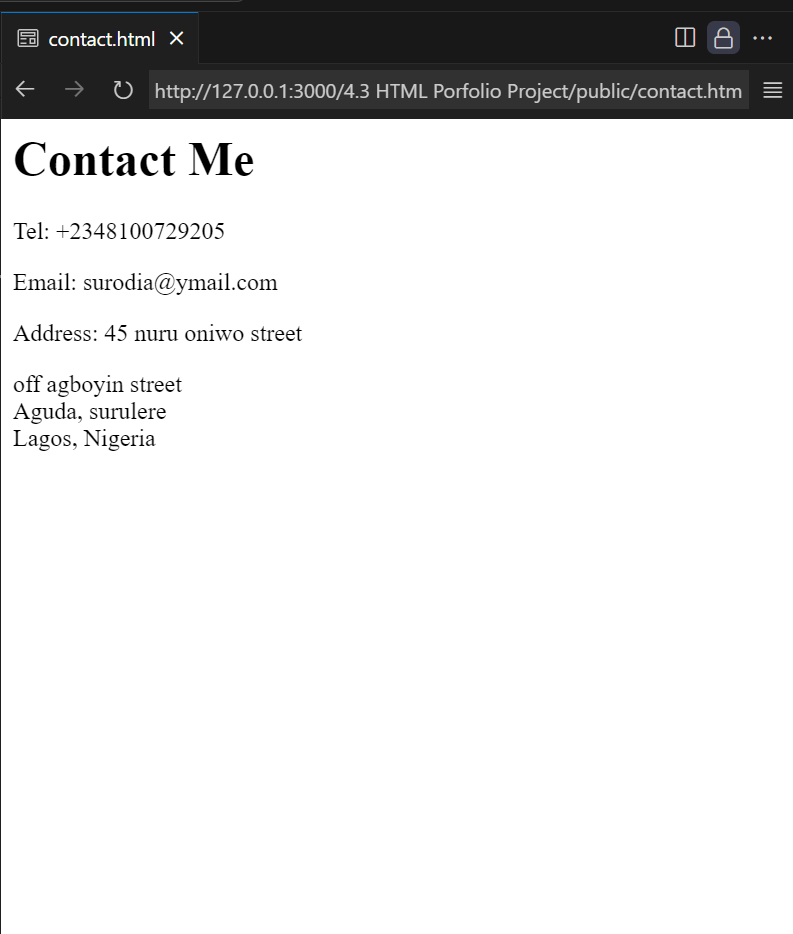 contact.html
http://127.0.0.1:3000/4.3 HTML Porfolio Project/public/contact.htm
Contact Me
Tel: +2348100729205
Email: surodia@ymail.com
Address: 45 nuru oniwo street
off agboyin street
Aguda, surulere
Lagos, Nigeria